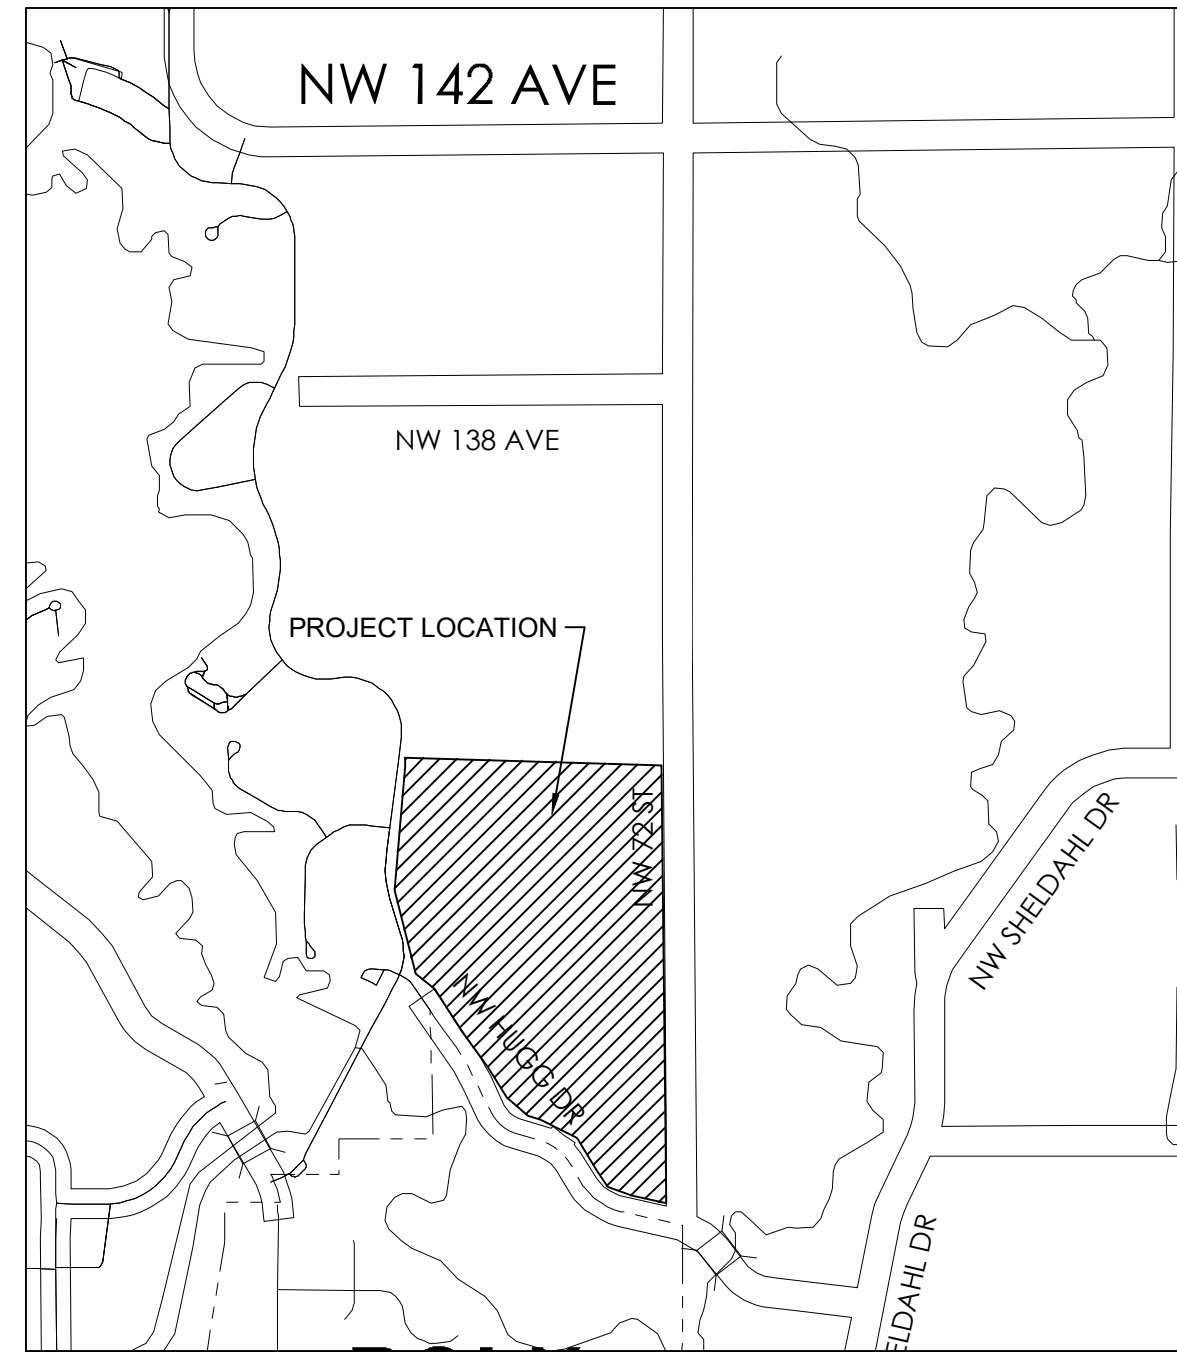 NW 142 AVE
NW 138 AVE
PROJECT LOCATION
NW 72 ST
NW SHELDAHL DR
NW HUGG DR
ELDAHL DR